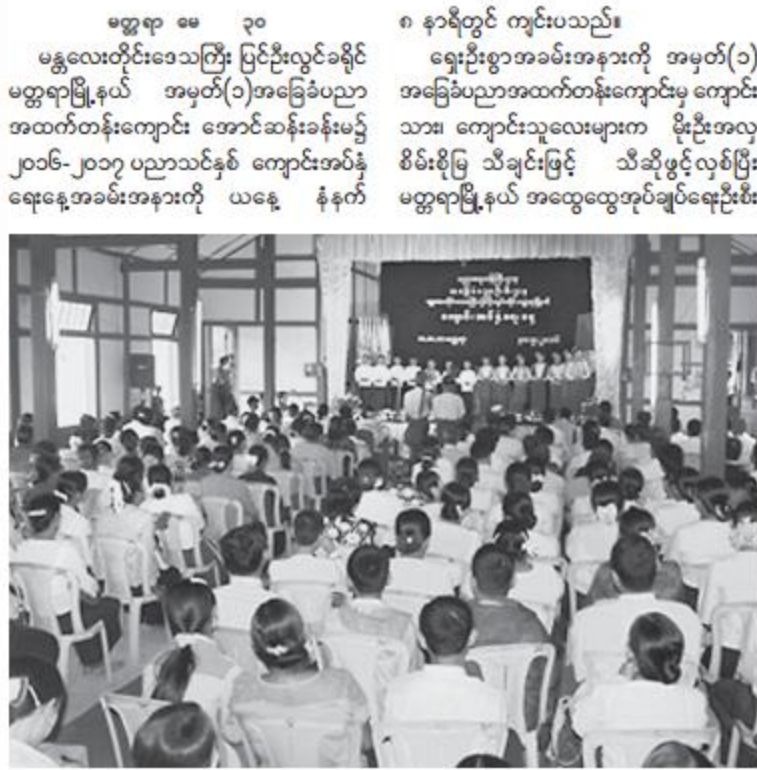 မတ္တရာ မေ ၃၀
မန္တလေးတိုင်းဒေသကြီး ပြင်ဦးလွင်ခရိုင်
မတ္တရာမြို့နယ် အမှတ်(၁)အခြေခံပညာ
အထက်တန်းကျောင်း အောင်ဆန်းခန်းမ၌
၂၀၁၆-၂၀၁၇ ပညာသင်နှစ် ကျောင်းအပ်နှံ
ရေးနေ့အခမ်းအနားကို ယနေ့ နံနက်
၈ နာရီတွင် ကျင်းပသည်။
ရှေးဦးစွာအခမ်းအနားကို အမှတ်(၁)
အခြေခံပညာအထက်တန်းကျောင်းမှ ကျောင်း
သား၊ ကျောင်းသူလေးများက မိုးဦးအလှ
စိမ်းစိုမြ သီချင်းဖြင့် သီဆိုဖွင့်လှစ်ပြီး
မတ္တရာမြို့နယ် အထွေထွေအုပ်ချုပ်ရေးဦးစီး